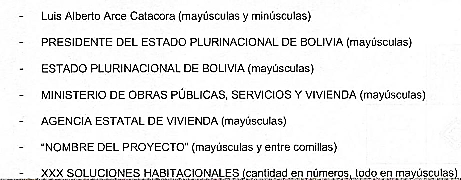 - Luis Alberto Arce Catacora (mayúsculas y minúsculas)
- PRESIDENTE DEL ESTADO PLURINACIONAL DE BOLIVIA (mayúsculas)
- ESTADO PLURINACIONAL DE BOLIVIA (mayúsculas)
- MINISTERIO DE OBRAS PÚBLICAS, SERVICIOS Y VIVIENDA (mayúsculas)
- AGENCIA ESTATAL DE VIVIENDA (mayúsculas)
- "NOMBRE DEL PROYECTO" (mayúsculas y entre comillas)
- XXX SOLUCIONES HABITACIONALES (cantidad en números, todo en mayúsculas)